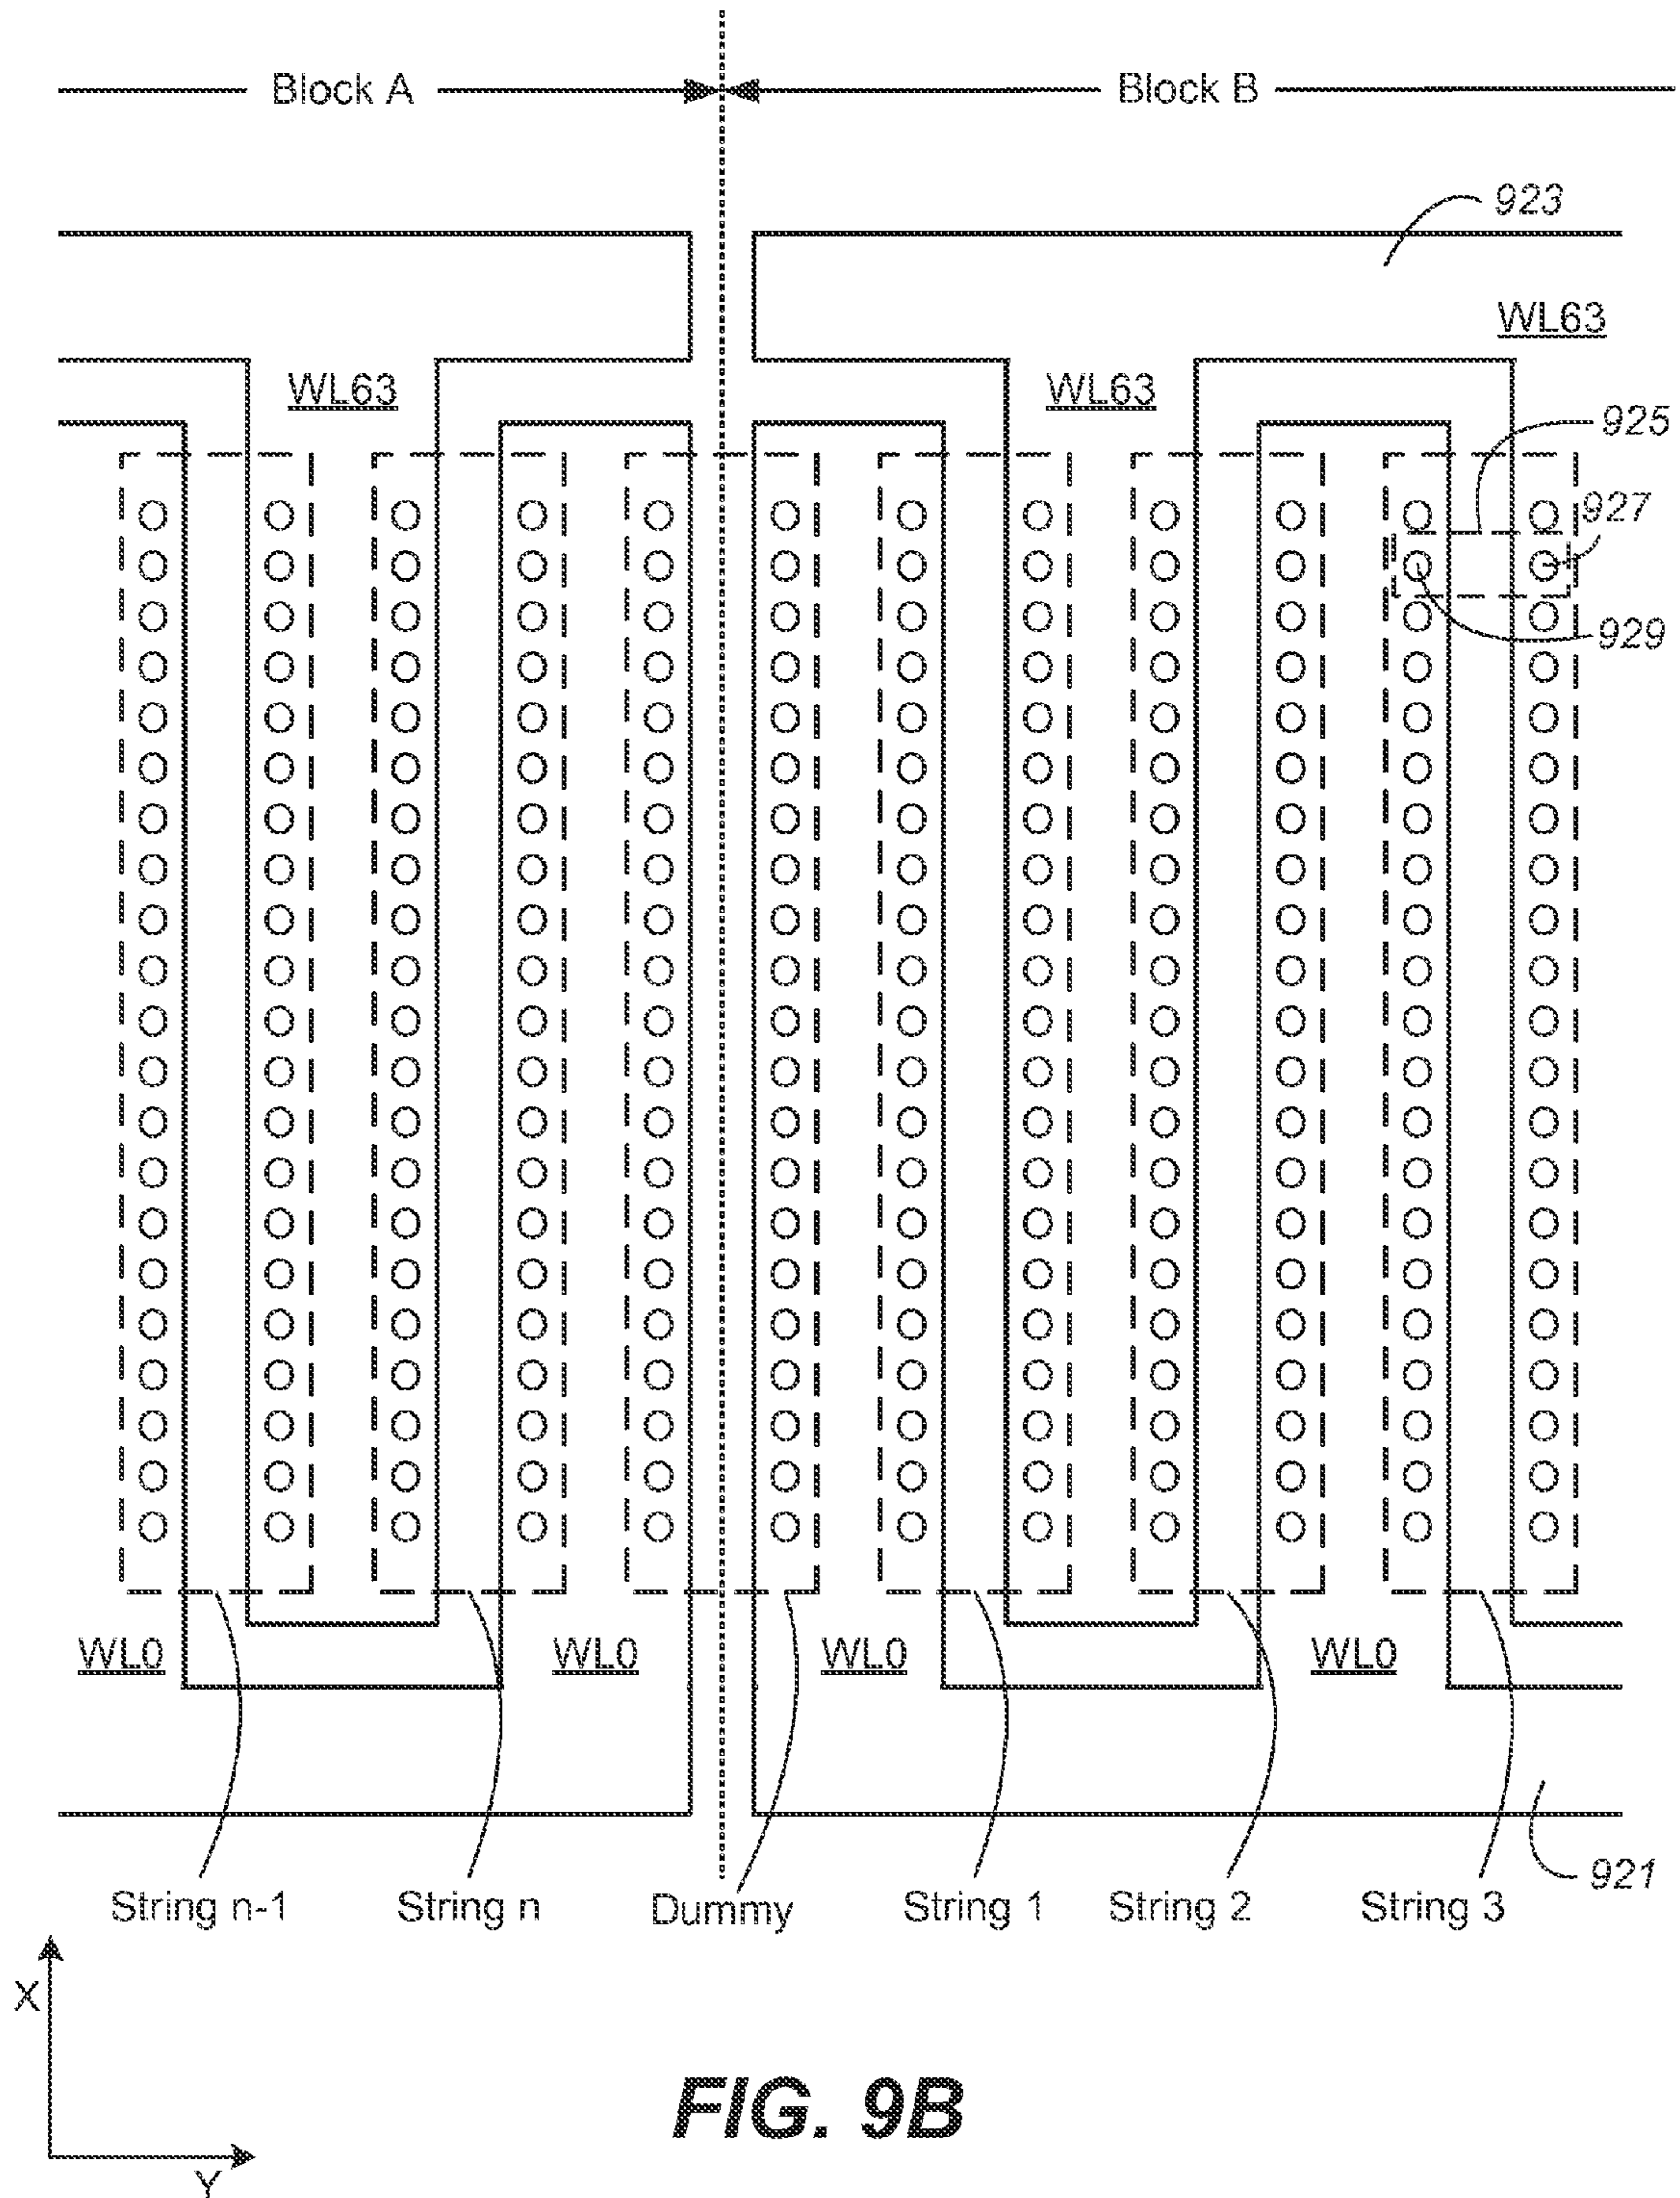 Block A
Block B
923
WL63
WL63
WL63
925
927
929
WL0
WL0
WL0
WL0
921
String n-1
String n
Dummy
String 1
String 2
String 3
X
Y
FIG. 9B